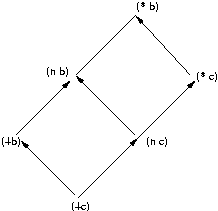 (* b)
(n b)
(* c)
(+b) (n c)
(+c)